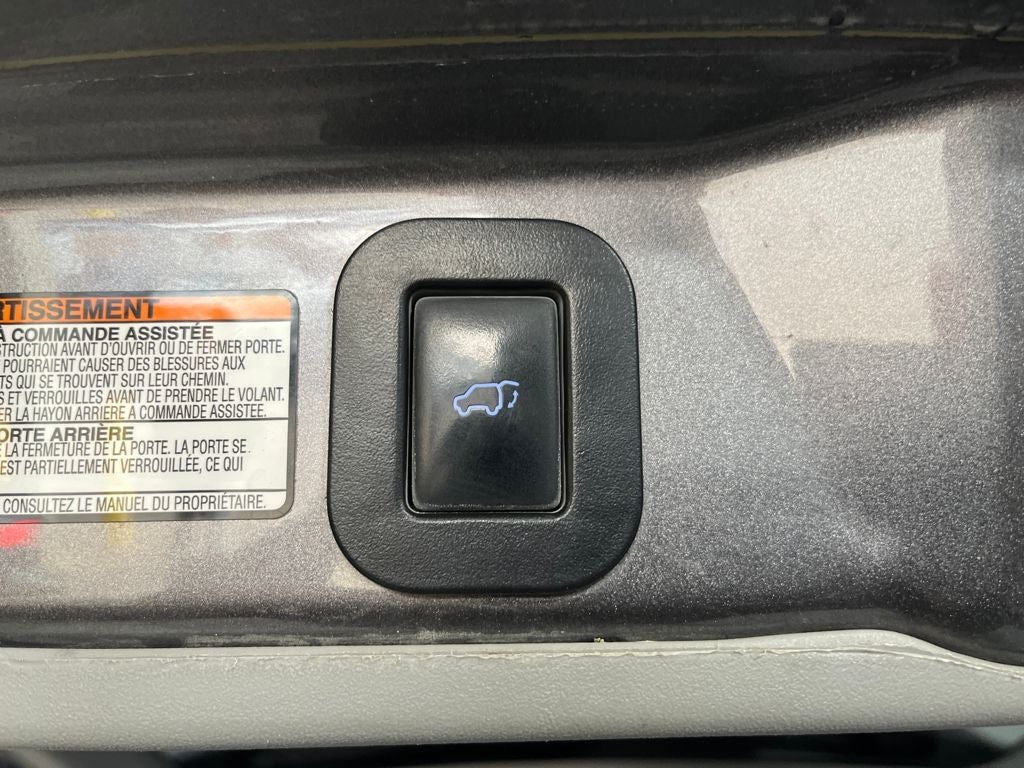 RTISSEMENT
À COMMANDE ASSISTÉE
STRUCTION AVANT D'OUVRIR OU DE FERMER PORTE.
POURRAIENT CAUSER DES BLESSURES AUX
TS QUI SE TROUVENT SUR LEUR CHEMIN.
S ET VERROUILLES AVANT DE PRENDRE LE VOLANT.
ER LA HAYON ARRIERE A COMMANDE ASSISTEE.
ORTE ARRIÈRE
E LA FERMETURE DE LA PORTE. LA PORTE SE
EST PARTIELLEMENT VERROUILLÉE, CE QUI
CONSULTEZ LE MANUEL DU PROPRIÉTAIRE.